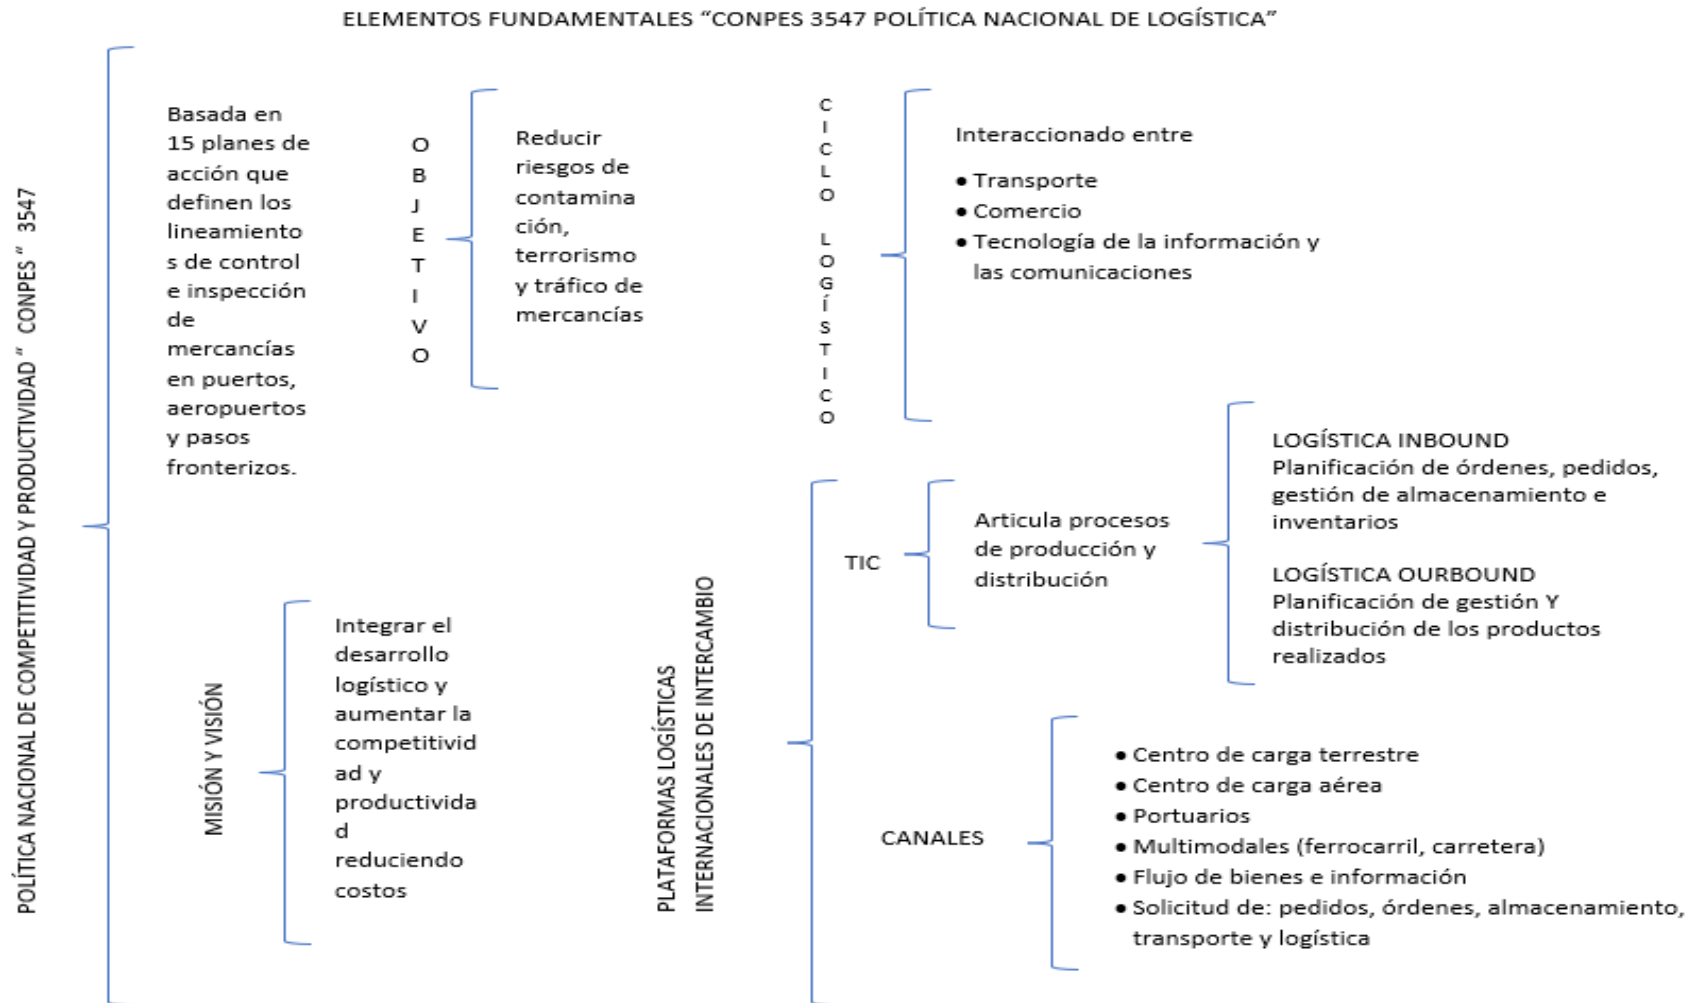 ELEMENTOS FUNDAMENTALES “CONPES 3547 POLÍTICA NACIONAL DE LOGÍSTICA”
POLÍTICA NACIONAL DE COMPETITIVIDAD Y PRODUCTIVIDAD “ CONPES “ 3547
Basada en
15 planes de
acción que
definen los
lineamiento
s de control
e inspección
de
mercancías
en puertos,
aeropuertos
y pasos
fronterizos.
OBJETIVO
Reducir
riesgos de
contamina
ción,
terrorismo
y tráfico de
mercancías
CICLO LOGÍSTICO
Interaccionado entre
• Transporte
• Comercio
• Tecnología de la información y
las comunicaciones
MISIÓN Y VISIÓN
Integrar el
desarrollo
logístico y
aumentar la
competitivid
ad y
productivida
d
reduciendo
costos
PLATAFORMAS LOGÍSTICAS
INTERNACIONALES DE INTERCAMBIO
TIC
Articula procesos
de producción y
distribución
LOGÍSTICA INBOUND
Planificación de órdenes, pedidos,
gestión de almacenamiento e
inventarios
LOGÍSTICA OURBOUND
Planificación de gestión Y
distribución de los productos
realizados
CANALES
• Centro de carga terrestre
• Centro de carga aérea
• Portuarios
• Multimodales (ferrocarril, carretera)
• Flujo de bienes e información
• Solicitud de: pedidos, órdenes, almacenamiento,
transporte y logística